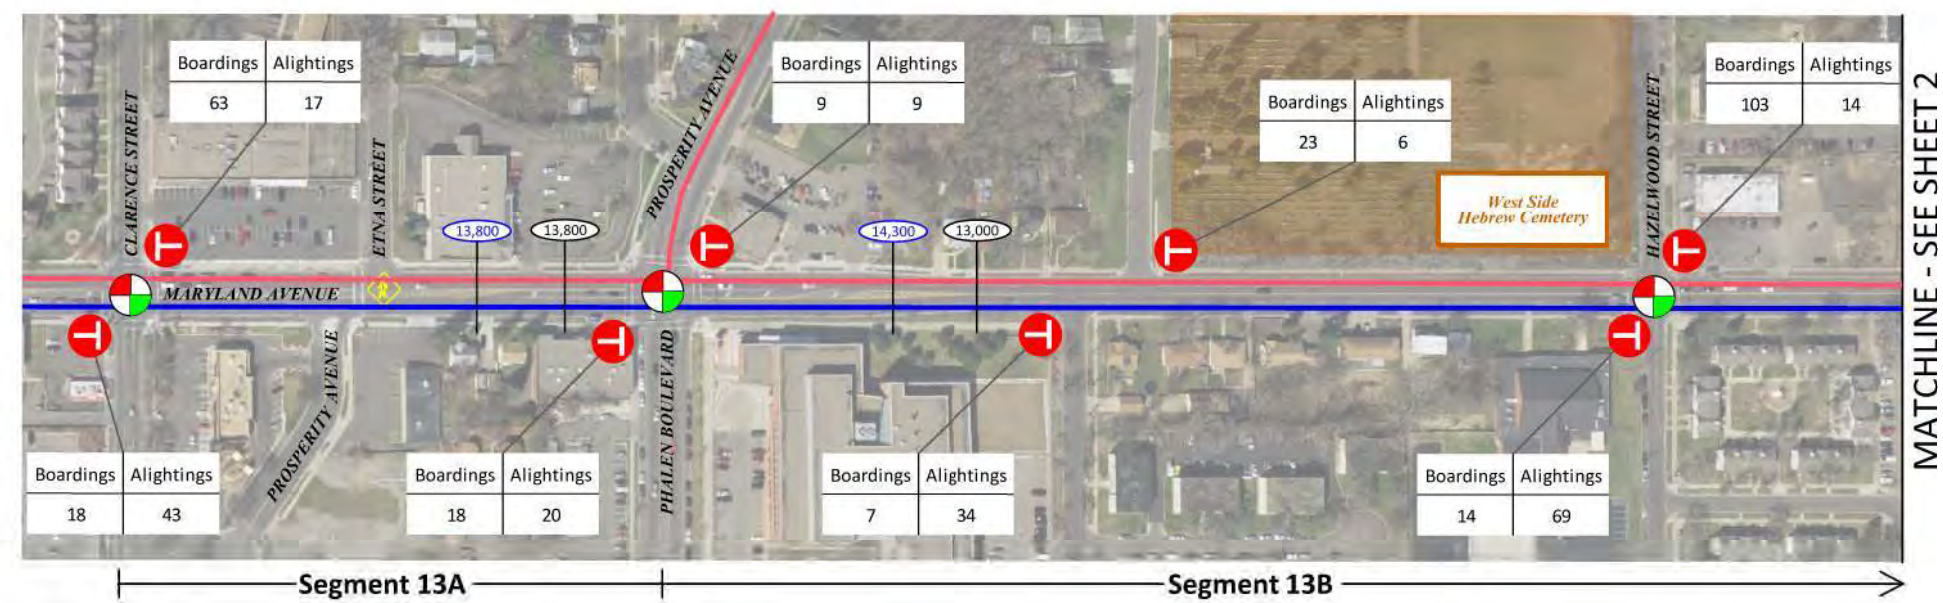 Boardings Alightings
63 17
Boardings Alightings
9 9
Boardings Alightings
23 6
Boardings Alightings
103 14
CLARENCE STREET
ETNA STREET
PROSPERITY AVENUE
HAZELWOOD STREET
West Side
Hebrew Cemetery
13,800
13,800
14,300
13,000
T
T
T
T
MARYLAND AVENUE
T
T
T
T
PROSPERITY AVENUE
PHALEN BOULEVARD
Boardings Alightings
18 43
Boardings Alightings
18 20
Boardings Alightings
7 34
Boardings Alightings
14 69
Segment 13A
Segment 13B
MATCHLINE - SEE SHEET 2